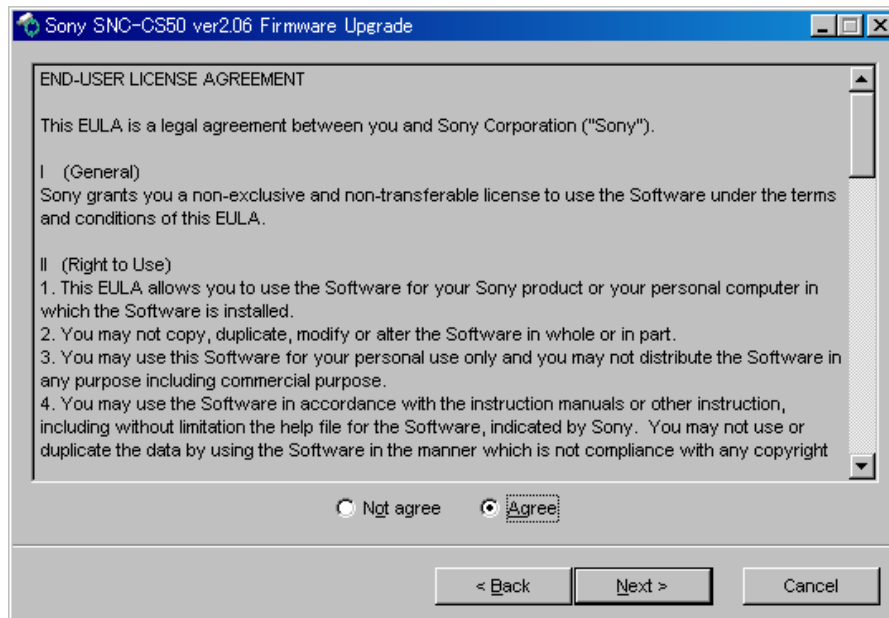 Sony SNC-CS50 ver2.06 Firmware Upgrade
END-USER LICENSE AGREEMENT
This EULA is a legal agreement between you and Sony Corporation ("Sony").
I (General)
Sony grants you a non-exclusive and non-transferable license to use the Software under the terms
and conditions of this EULA.
II (Right to Use)
1. This EULA allows you to use the Software for your Sony product or your personal computer in
which the Software is installed.
2. You may not copy, duplicate, modify or alter the Software in whole or in part.
3. You may use this Software for your personal use only and you may not distribute the Software in
any purpose including commercial purpose.
4. You may use the Software in accordance with the instruction manuals or other instruction,
including without limitation the help file for the Software, indicated by Sony. You may not use or
duplicate the data by using the Software in the manner which is not compliance with any copyright
Not agree Agree
< Back Next > Cancel